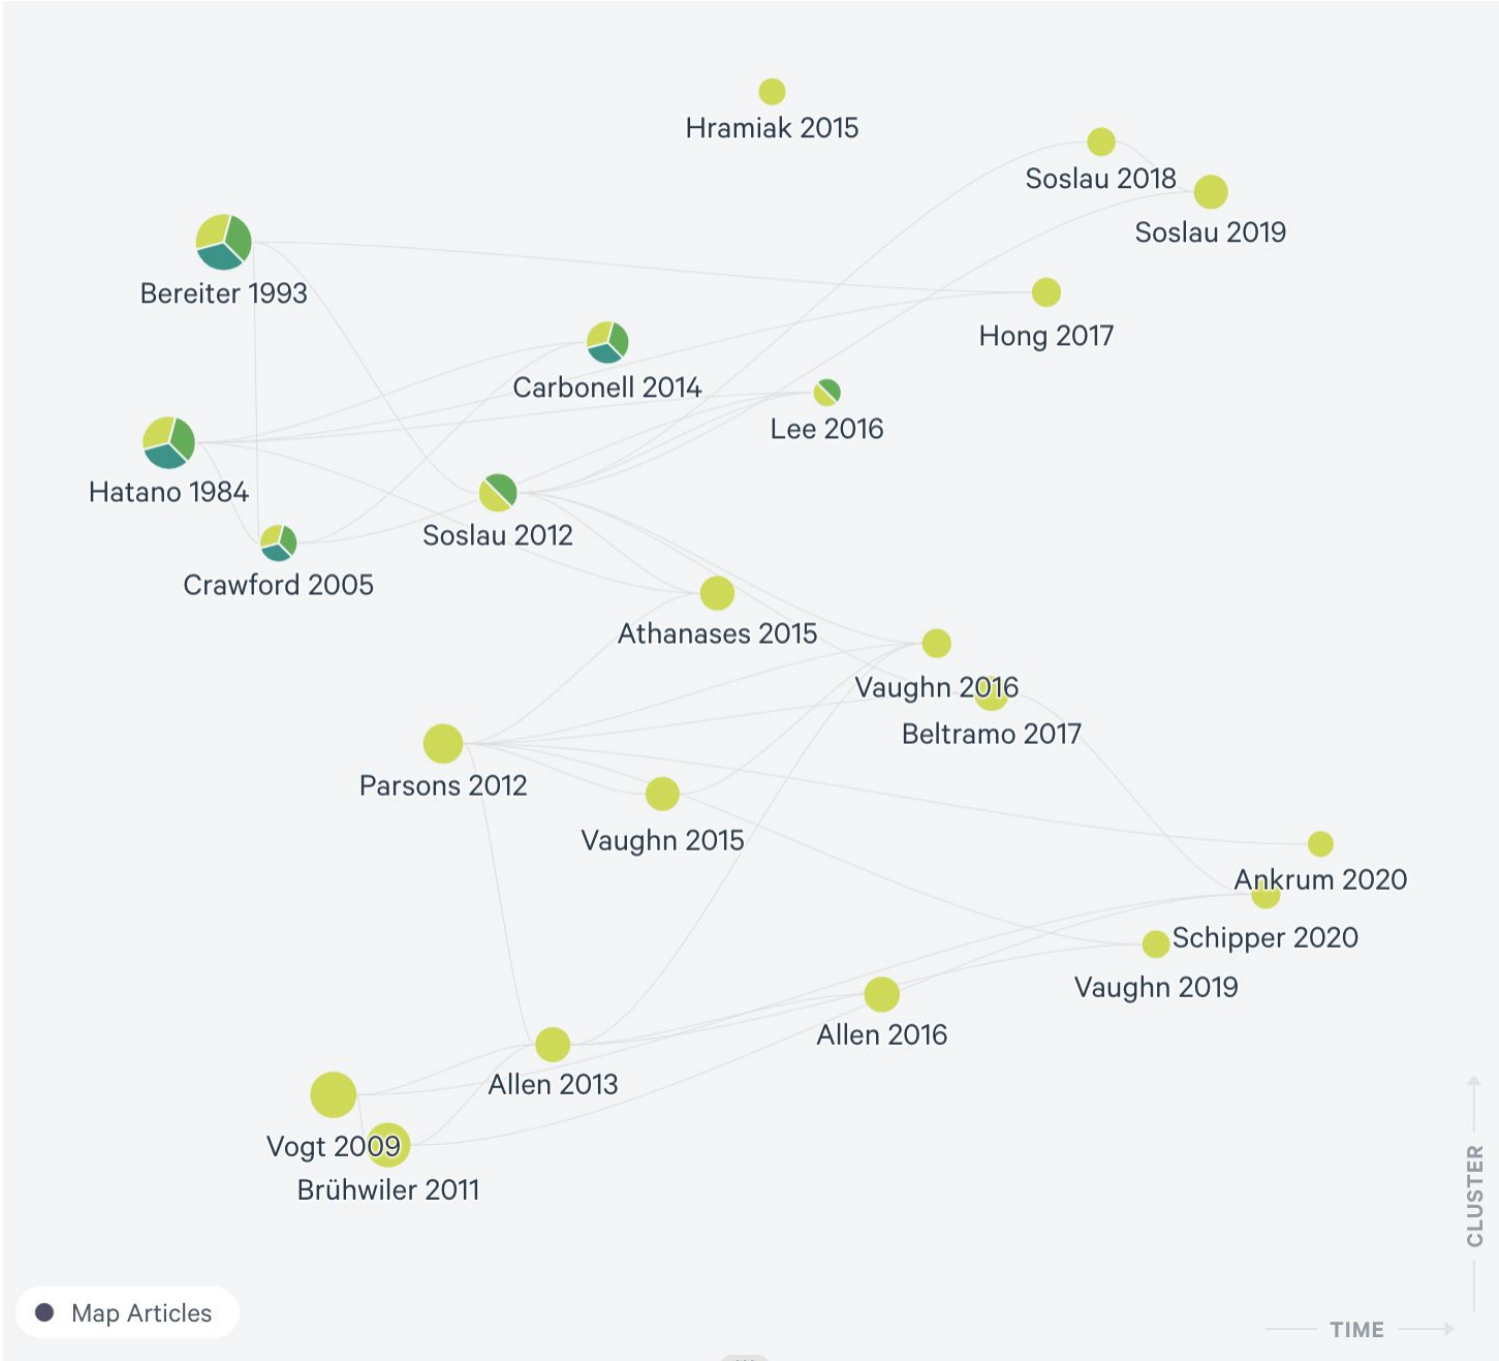 Hramiak 2015
Soslau 2018
Soslau 2019
Bereiter 1993
Hong 2017
Carbonell 2014
Lee 2016
Hatano 1984
Soslau 2012
Crawford 2005
Athanases 2015
Vaughn 2016
Beltramo 2017
Parsons 2012
Vaughn 2015
Ankrum 2020
Schipper 2020
Vaughn 2019
Allen 2016
Allen 2013
Vogt 2009
Brühwiler 2011
CLUSTER
Map Articles
TIME